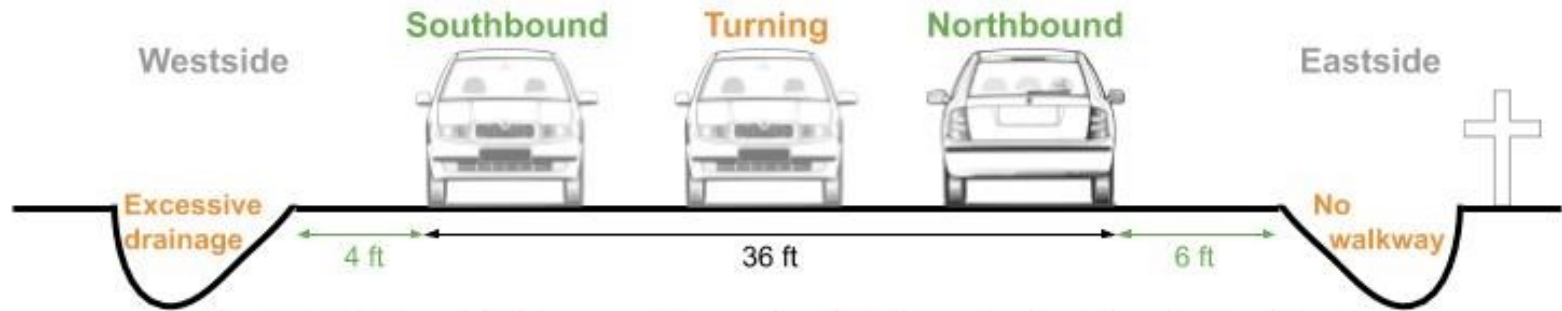 Westside
Southbound
Turning
Northbound
Eastside
Excessive
drainage
4 ft
36 ft
6 ft
No
walkway